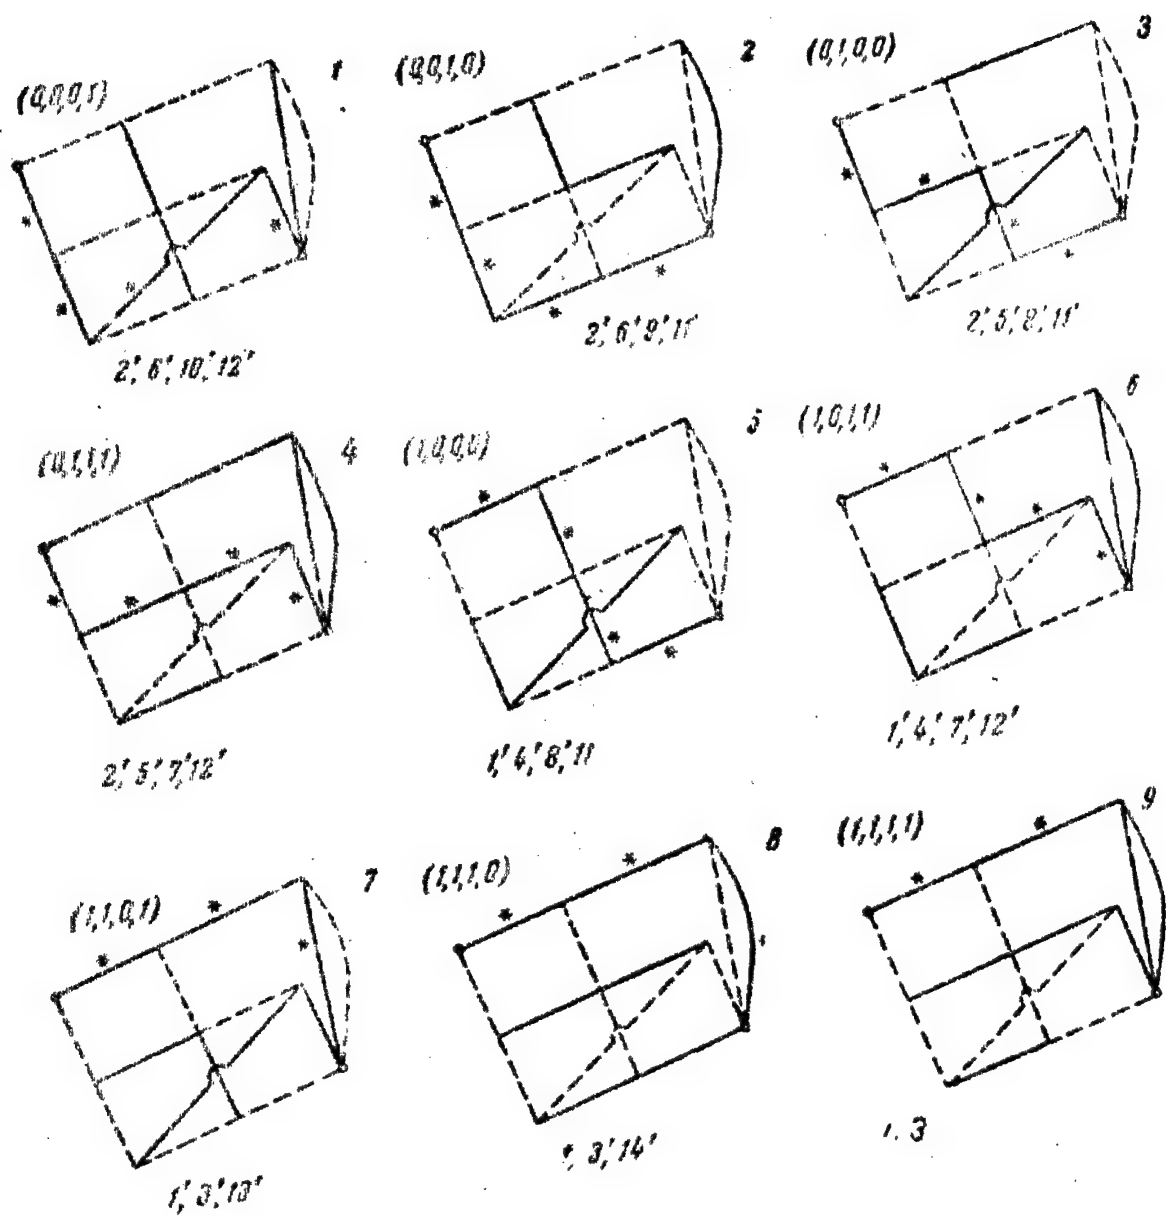 (0,0,0,1) 1
(0,0,1,0) 2
(0,1,0,0) 3
2', 6', 10', 12'
2', 6', 9', 11'
2', 5', 8', 11'
(0,1,1,1) 4
(1,0,0,0) 5
(1,0,1,1) 6
2', 5', 7', 12'
1', 4', 8', 11
1', 4', 7', 12'
(1,1,0,1) 7
(1,1,1,0) 8
(1,1,1,1) 9
1', 3', 13'
3', 14'
3